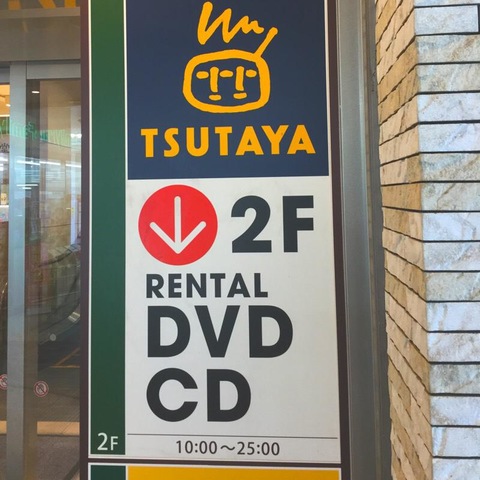 TSUTAYA
2F
RENTAL
DVD
CD
2F
10:00～25:00